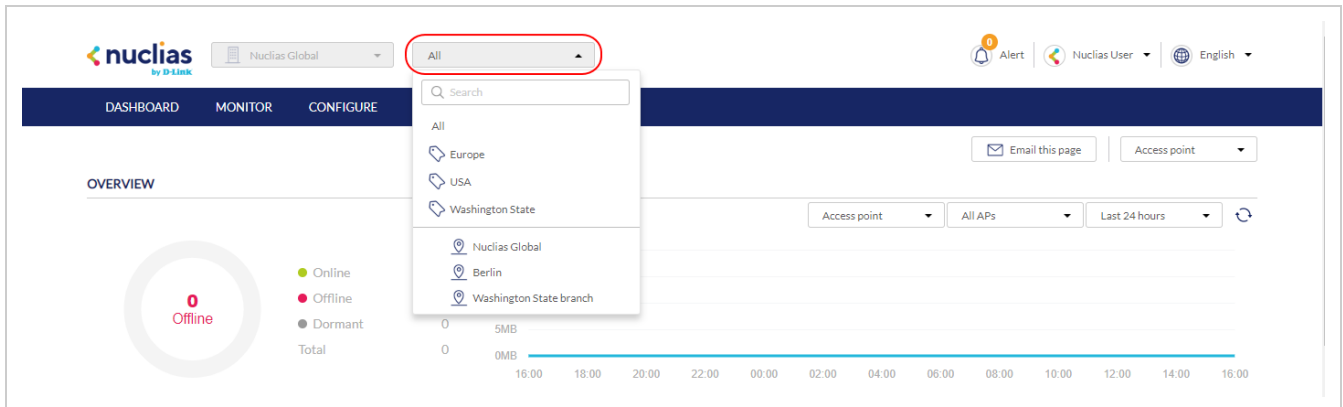 nuclias
by D-Link
Nuclias Global
All
0
Alert
Nuclias User
English
DASHBOARD
MONITOR
CONFIGURE
Search
All
Europe
USA
Washington State
Nuclias Global
Berlin
Washington State branch
Email this page
Access point
OVERVIEW
Access point
All APs
Last 24 hours
0
Offline
Online
Offline
Dormant 0
Total 0
5MB
0MB
16:00 18:00 20:00 22:00 00:00 02:00 04:00 06:00 08:00 10:00 12:00 14:00 16:00